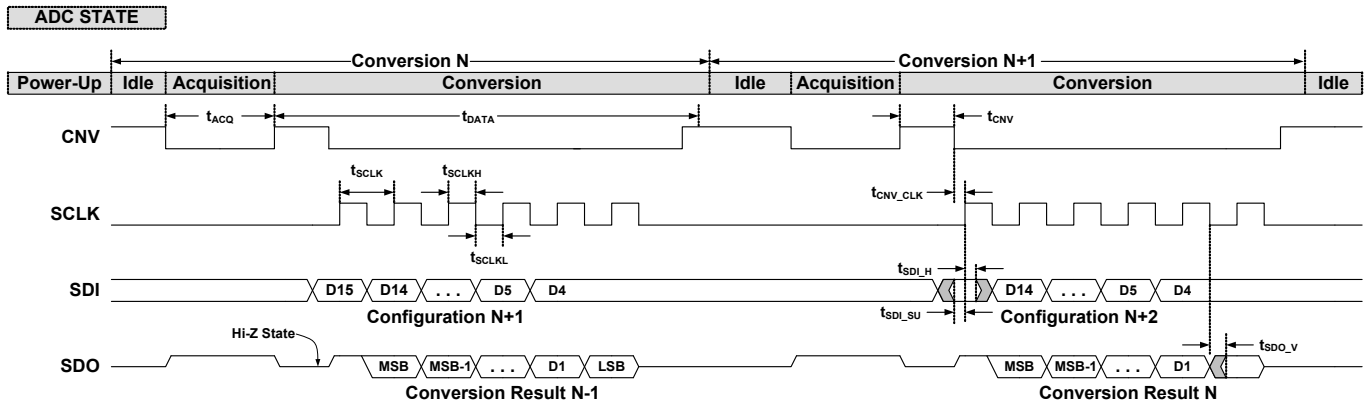 ADC STATE
Conversion N
Conversion N+1
Power-Up Idle Acquisition Conversion Idle Acquisition Conversion Idle
CNV
tACQ
tDATA
tCNV
SCLK
tSCLK
tSCLKH
tSCLKL
tCNV_CLK
SDI
D15 D14 . . . D5 D4
Configuration N+1
tSDI_H
tSDI_SU
D14 . . . D5 D4
Configuration N+2
SDO
Hi-Z State
MSB MSB-1 . . . D1 LSB
Conversion Result N-1
MSB MSB-1 . . . D1
tSDO_V
Conversion Result N